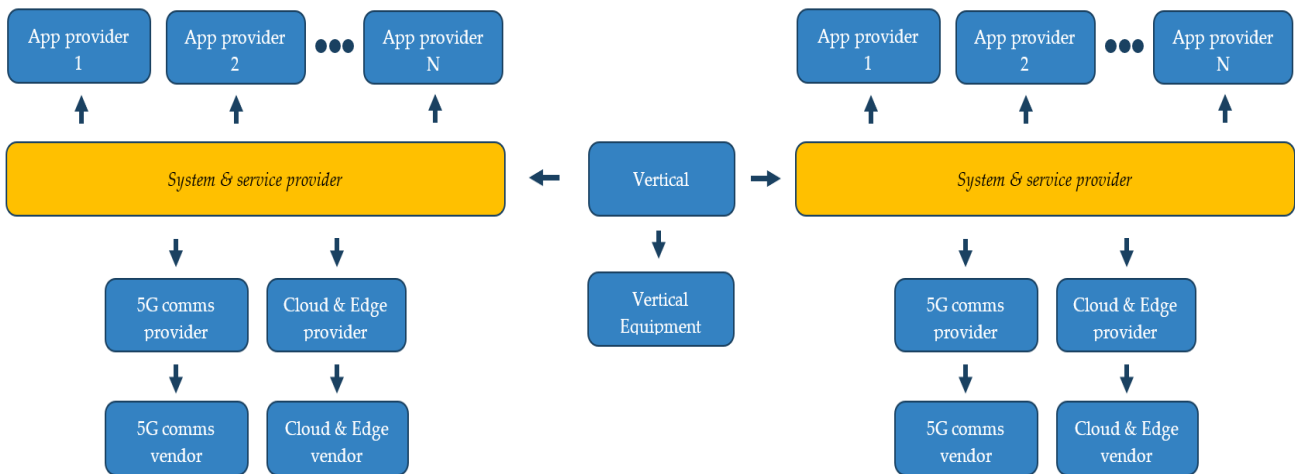 App provider
1
App provider
2
App provider
N
App provider
1
App provider
2
App provider
N
System & service provider
Vertical
System & service provider
5G comms
provider
Cloud & Edge
provider
Vertical
Equipment
5G comms
provider
Cloud & Edge
provider
5G comms
vendor
Cloud & Edge
vendor
5G comms
vendor
Cloud & Edge
vendor